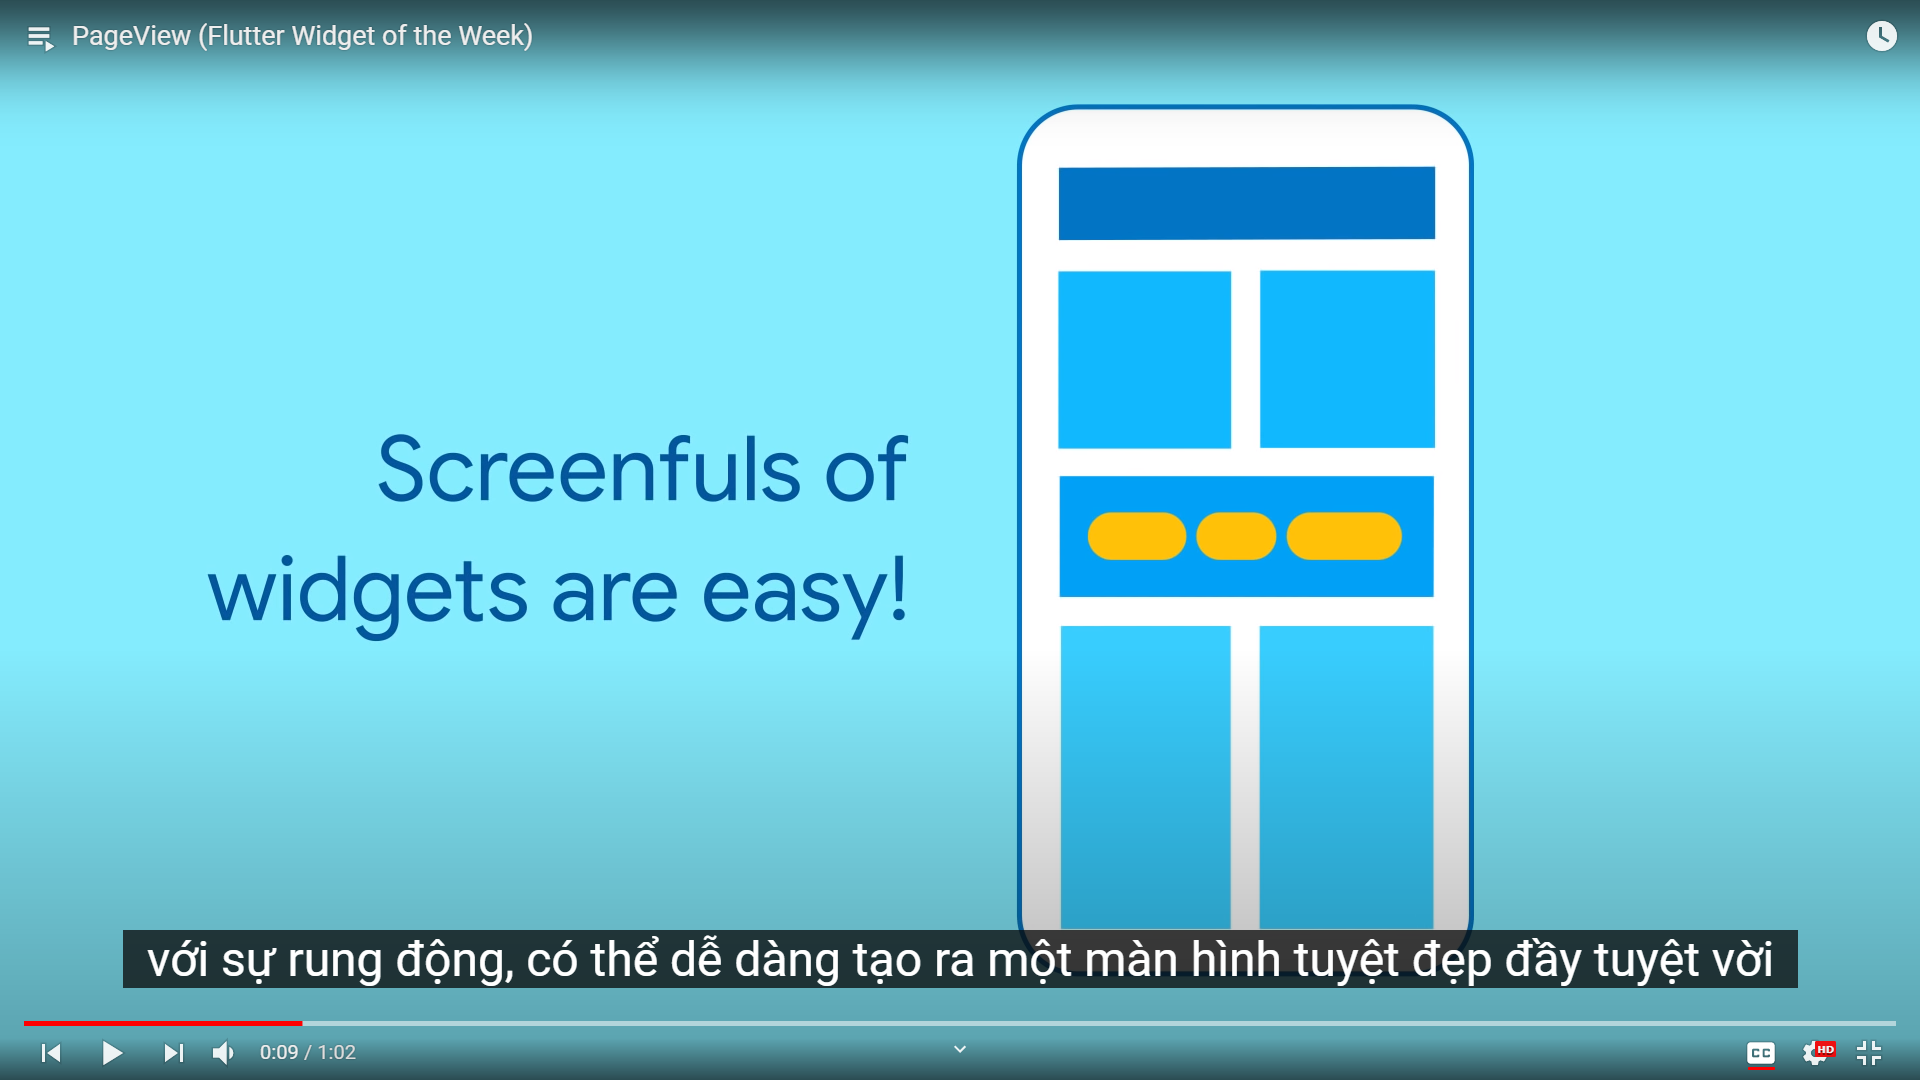 PageView (Flutter Widget of the Week)
Screenfuls of
widgets are easy!
với sự rung động, có thể dễ dàng tạo ra một màn hình tuyệt đẹp đầy tuyệt vời
0:09 / 1:02
CC
HD